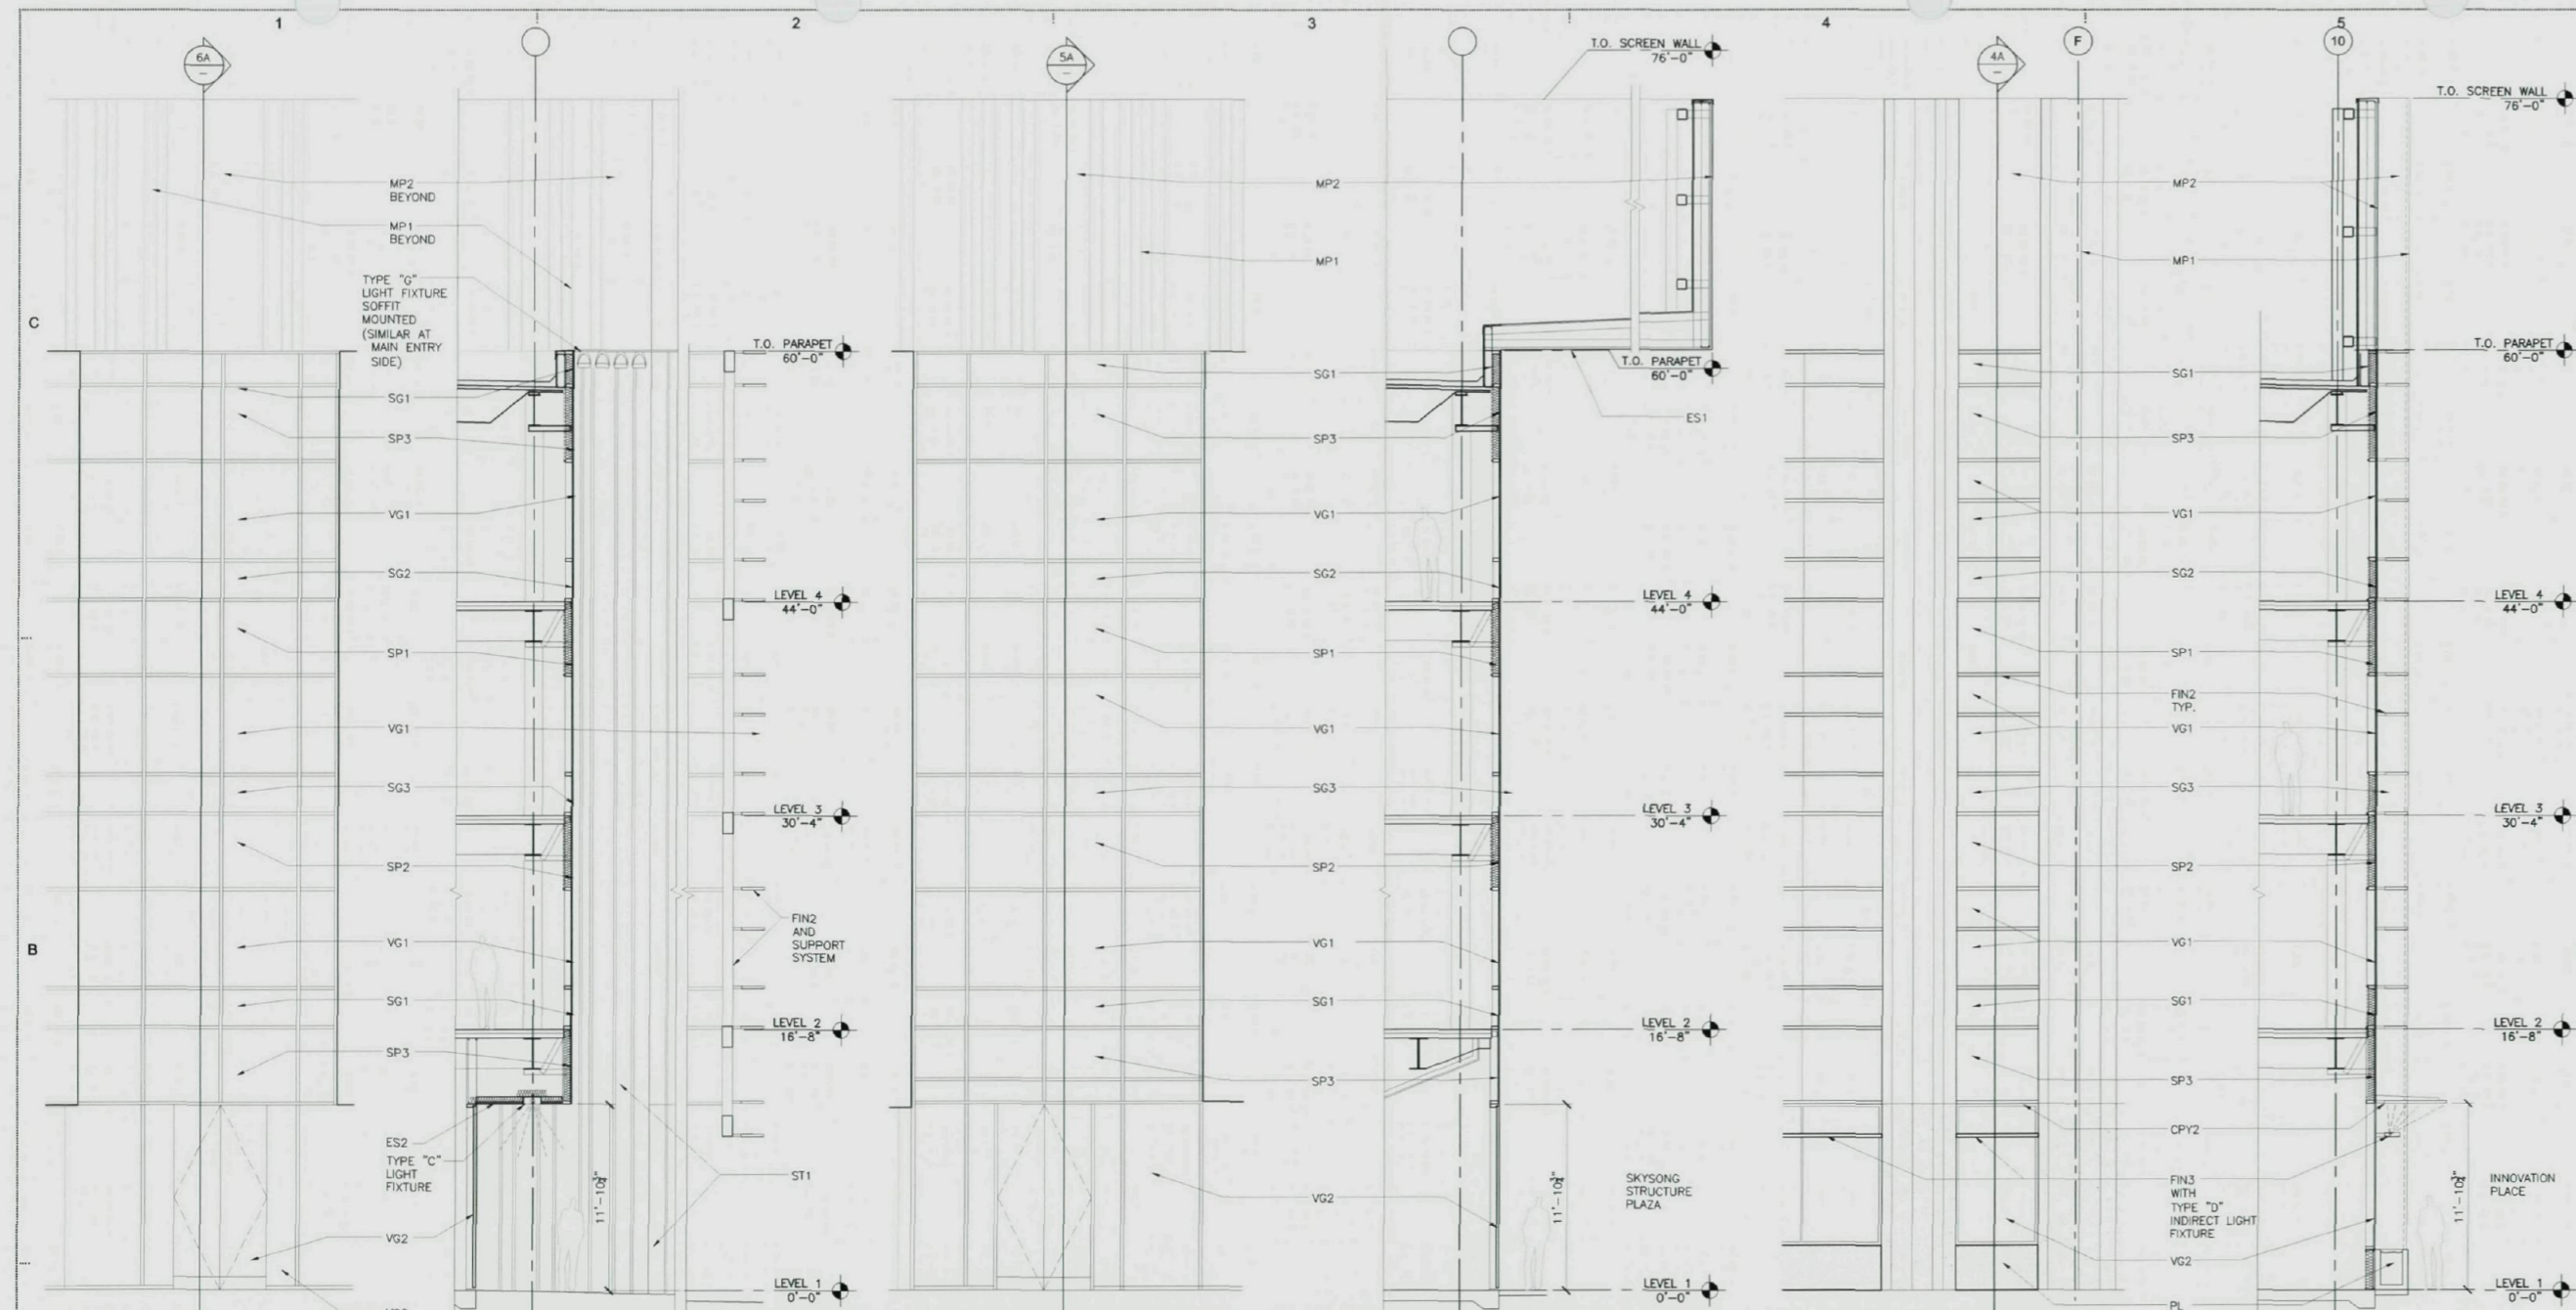 1
2
3
4
5
6A
–
5A
–
4A
–
F
10
C
B
MP2
BEYOND
MP1
BEYOND
TYPE "G"
LIGHT FIXTURE
SOFFIT
MOUNTED
(SIMILAR AT
MAIN ENTRY
SIDE)
SG1
SP3
VG1
SG2
SP1
VG1
SG3
SP2
VG1
SG1
SP3
ES2
TYPE "C"
LIGHT
FIXTURE
VG2
11'-10¾"
ST1
FIN2
AND
SUPPORT
SYSTEM
T.O. PARAPET
60'-0"
LEVEL 4
44'-0"
LEVEL 3
30'-4"
LEVEL 2
16'-8"
LEVEL 1
0'-0"
MP2
MP1
SG1
SP3
VG1
SG2
SP1
VG1
SG3
SP2
VG1
SG1
SP3
VG2
T.O. SCREEN WALL
76'-0"
T.O. PARAPET
60'-0"
ES1
LEVEL 4
44'-0"
LEVEL 3
30'-4"
LEVEL 2
16'-8"
11'-10¾"
SKYSONG
STRUCTURE
PLAZA
LEVEL 1
0'-0"
MP2
MP1
SG1
SP3
VG1
SG2
SP1
FIN2
TYP.
VG1
SG3
SP2
VG1
SG1
SP3
CPY2
FIN3
WITH
TYPE "D"
INDIRECT LIGHT
FIXTURE
VG2
PL
T.O. SCREEN WALL
76'-0"
T.O. PARAPET
60'-0"
LEVEL 4
44'-0"
LEVEL 3
30'-4"
LEVEL 2
16'-8"
11'-10¾"
INNOVATION
PLACE
LEVEL 1
0'-0"